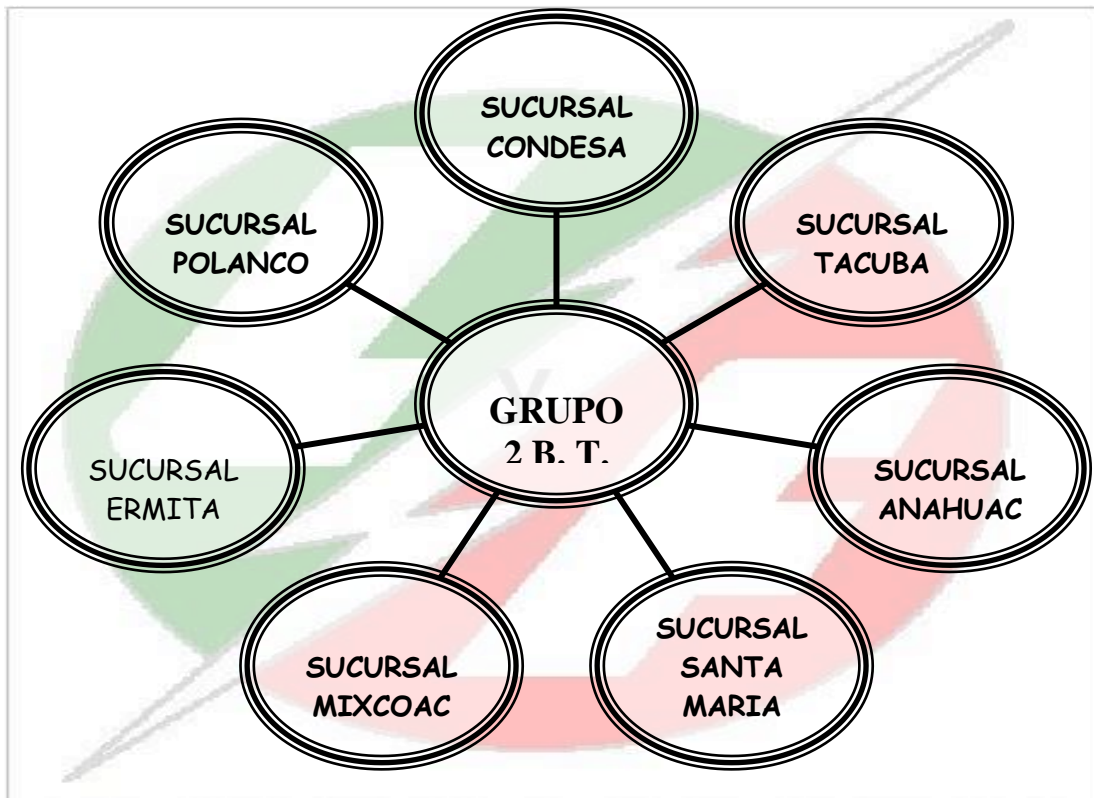 SUCURSAL
CONDESA
SUCURSAL
POLANCO
SUCURSAL
TACUBA
GRUPO
2 B. T.
SUCURSAL
ERMITA
SUCURSAL
ANAHUAC
SUCURSAL
MIXCOAC
SUCURSAL
SANTA
MARIA